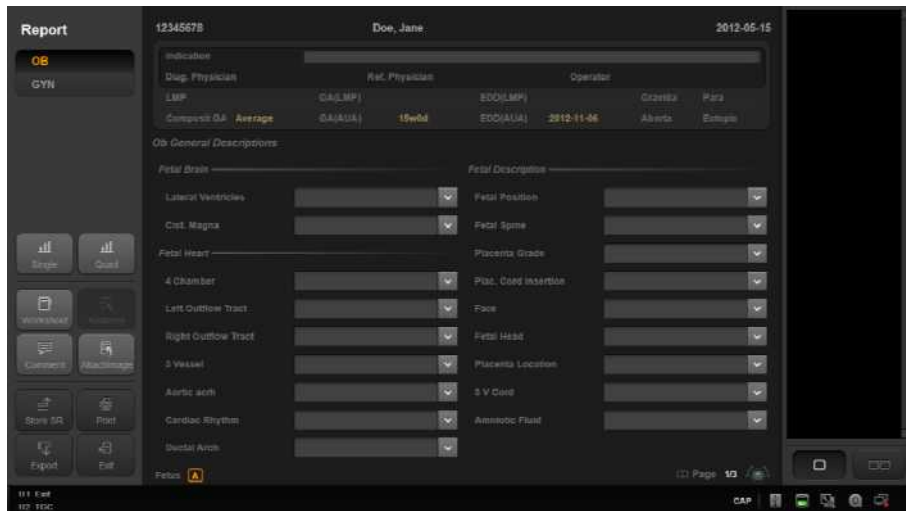 Report
12345678 Doe, Jane 2012-05-15
OB
GYN
Indication
Diag. Physician Ref. Physician Operator
LMP GA(LMP) EDD(LMP) Gravida Para
Composit GA Average GA(AUA) 15w0d EDD(AUA) 2012-11-06 Aborta Ectopic
Ob General Descriptions
Fetal Brain Fetal Description
Lateral Ventricles Fetal Position
Cist. Magna Fetal Spine
Fetal Heart Placenta Grade
4 Chamber Plac. Cord Insertion
Left Outflow Tract Face
Right Outflow Tract Fetal Head
3 Vessel Placenta Location
Aortic acrh 3 V Cord
Cardiac Rhythm Amniotic Fluid
Ductal Arch
Fetus A Page 1/3
Single Quad
Worksheet
Comment AttachImage
Store SR Print
Export Exit
U1 Exit
U2 TGC
CAP